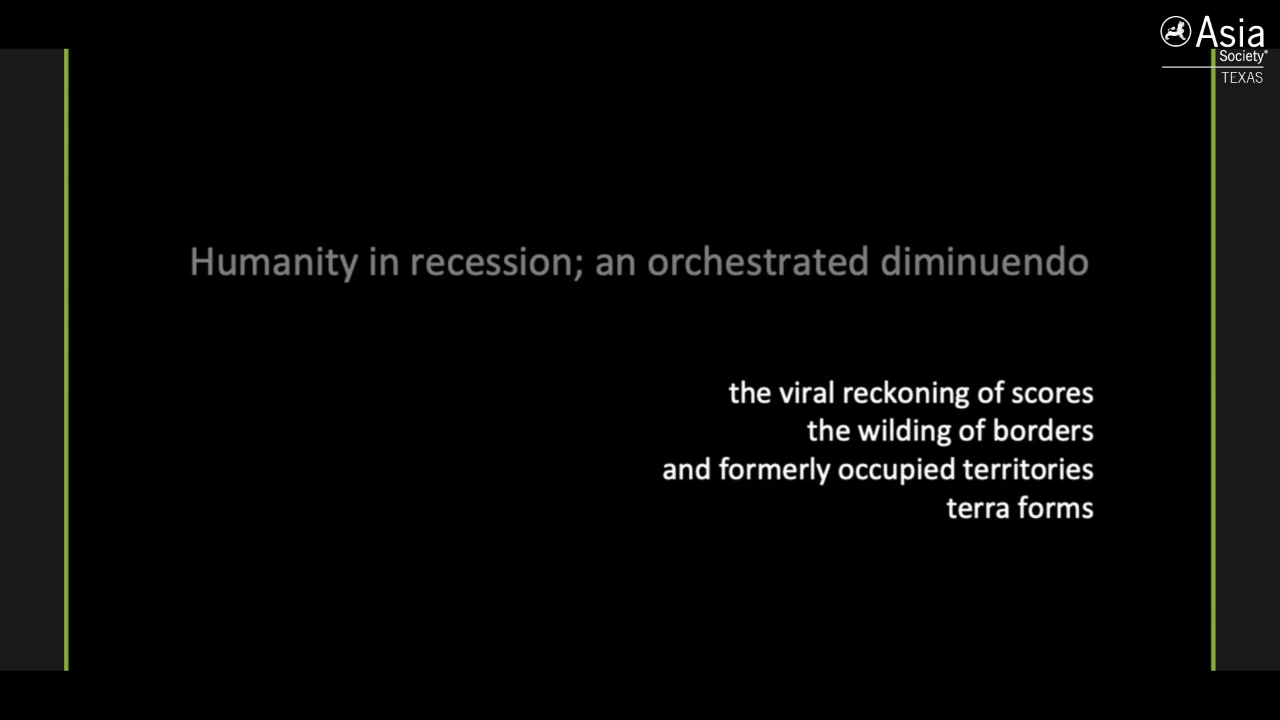 Asia
Society
TEXAS
Humanity in recession; an orchestrated diminuendo
the viral reckoning of scores
the wilding of borders
and formerly occupied territories
terra forms